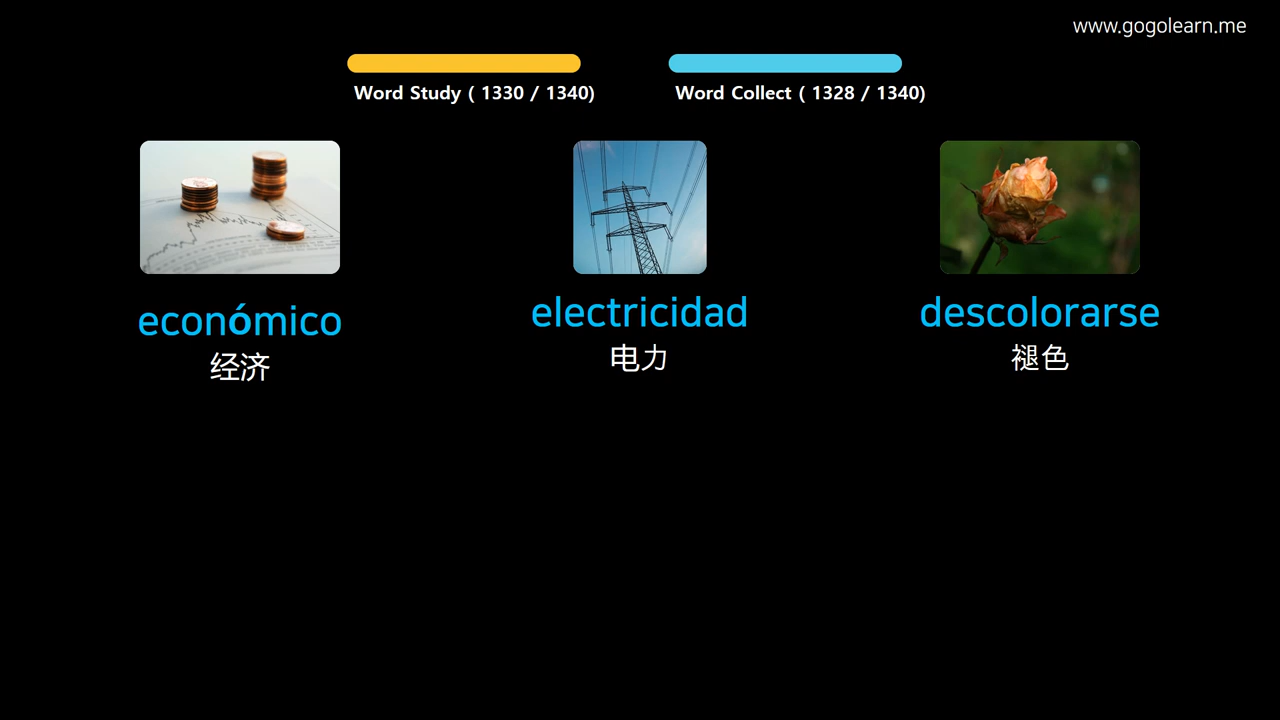 www.gogolearn.me
Word Study ( 1330 / 1340)
Word Collect ( 1328 / 1340)
económico
经济
electricidad
电力
descolorarse
褪色